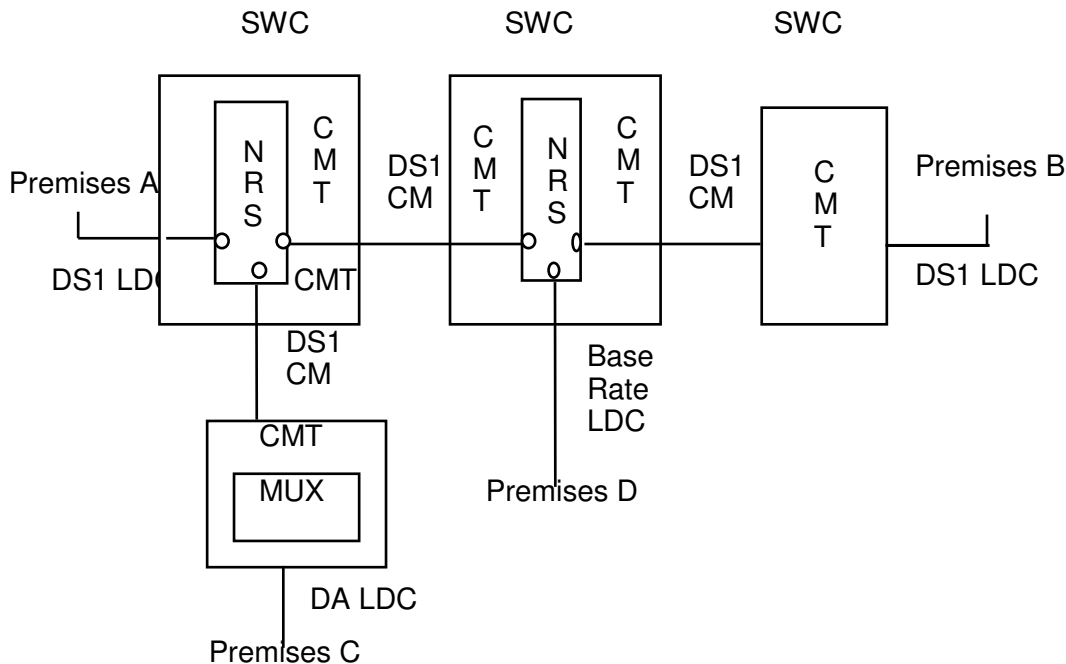 SWC
SWC
SWC
Premises A
DS1 LDC
N
R
S
C
M
T
CMT
DS1
CM
C
M
T
N
R
S
C
M
T
DS1
CM
C
M
T
Premises B
DS1 LDC
DS1
CM
Base
Rate
LDC
CMT
MUX
Premises D
DA LDC
Premises C